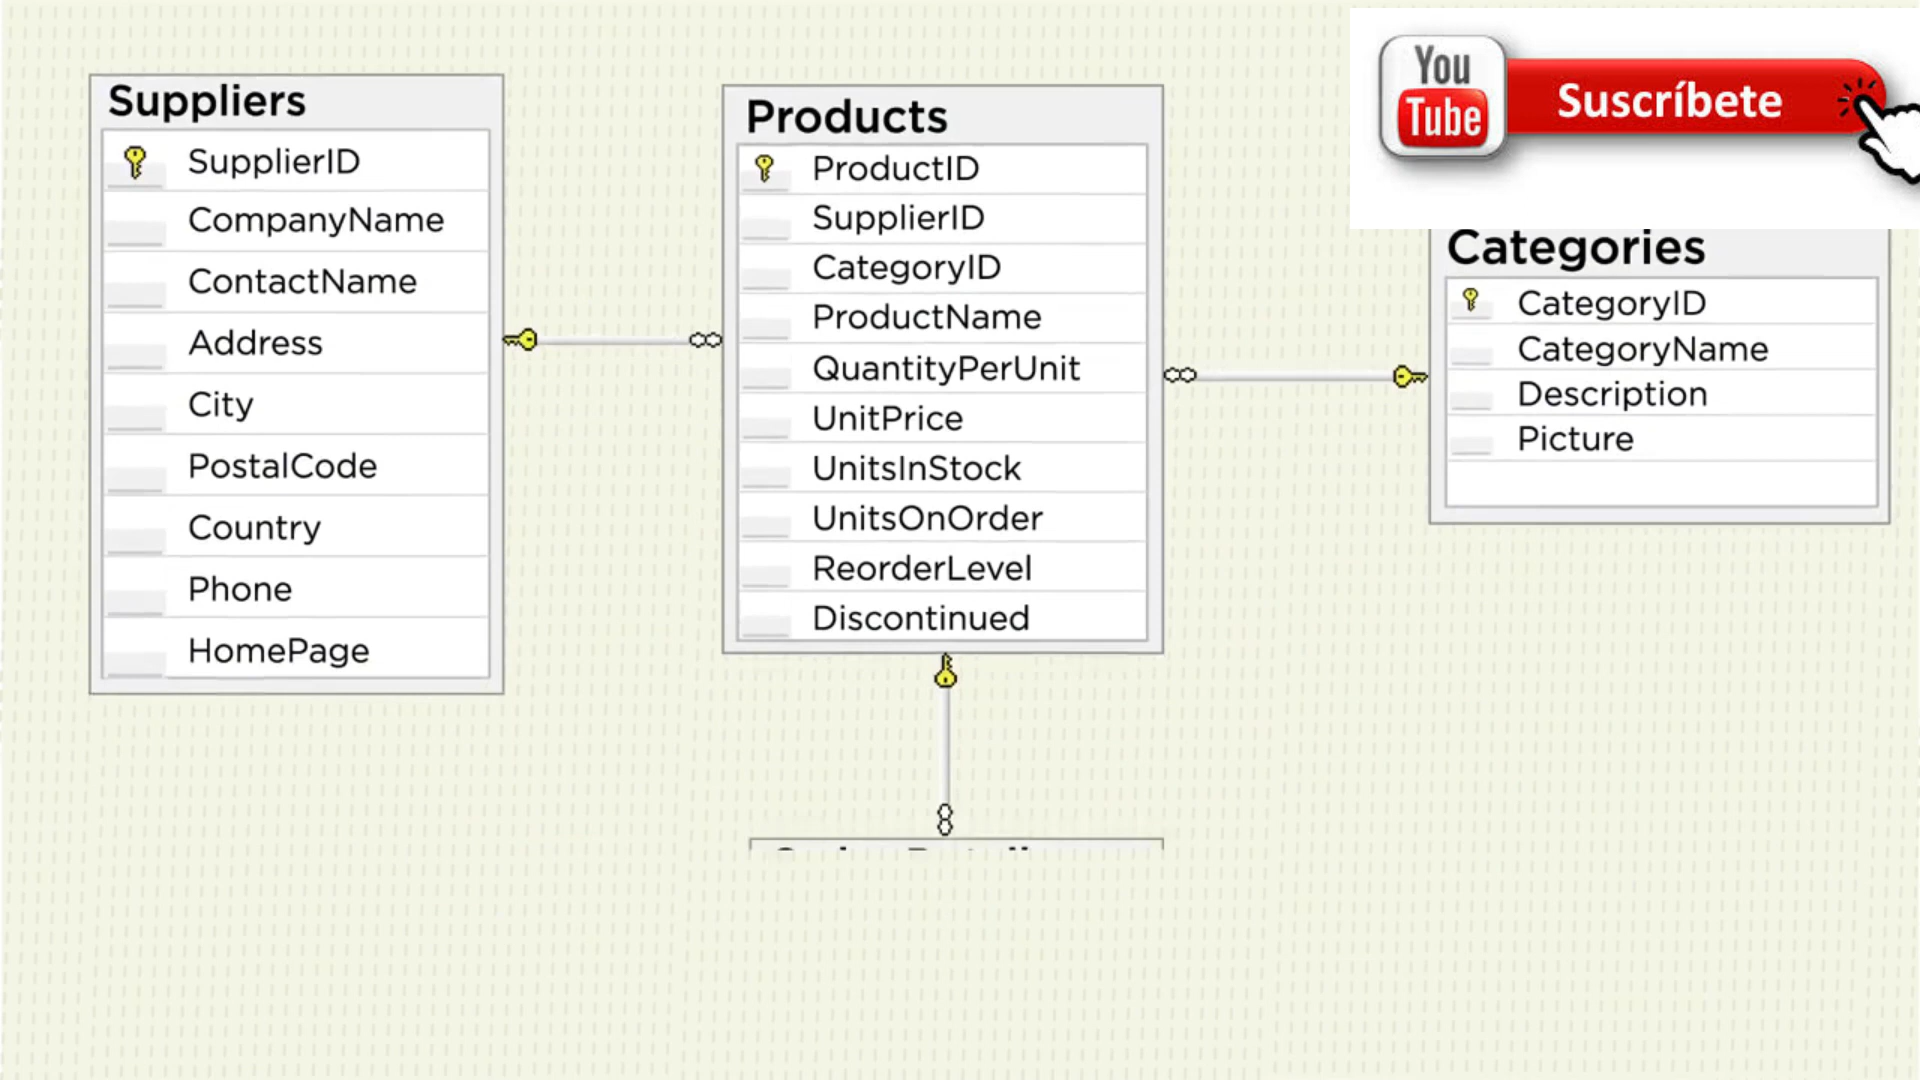 Suppliers
SupplierID
CompanyName
ContactName
Address
City
PostalCode
Country
Phone
HomePage
Products
ProductID
SupplierID
CategoryID
ProductName
QuantityPerUnit
UnitPrice
UnitsInStock
UnitsOnOrder
ReorderLevel
Discontinued
You
Tube
Suscríbete
Categories
CategoryID
CategoryName
Description
Picture